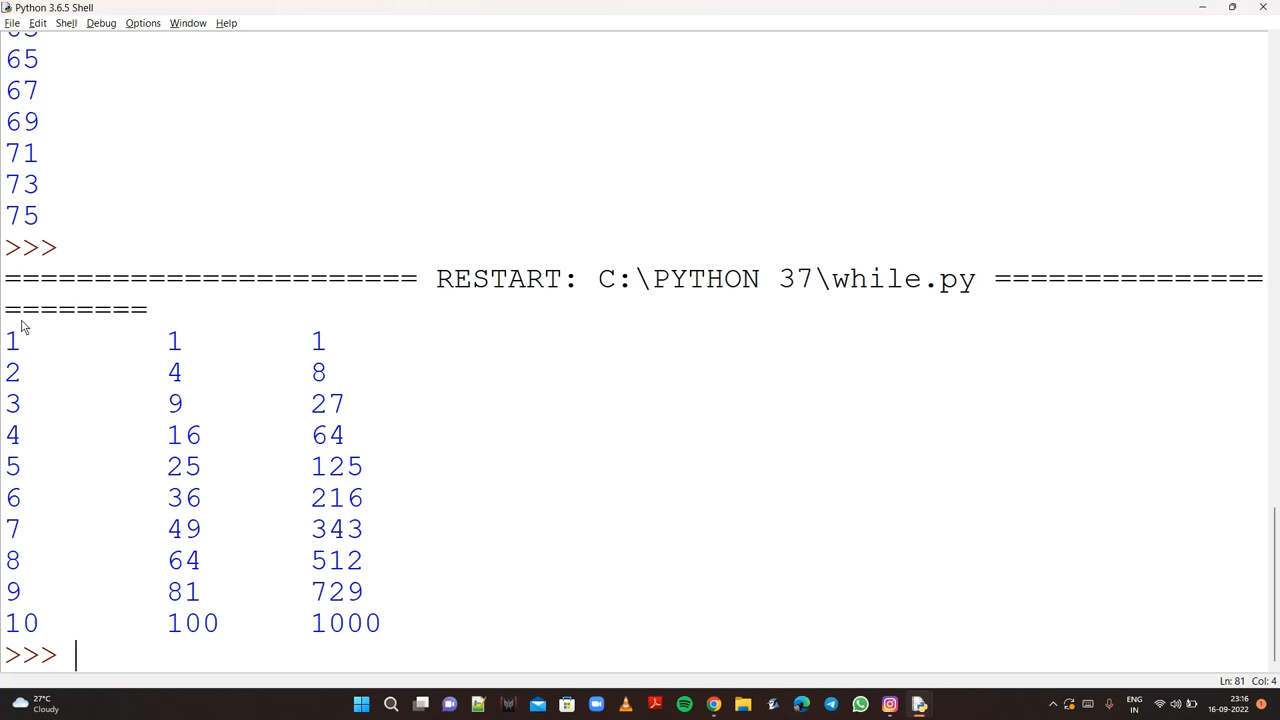 Python 3.6.5 Shell
File Edit Shell Debug Options Window Help
65
67
69
71
73
75
>>>
======================= RESTART: C:\PYTHON 37\while.py ===============
========
1 1 1
2 4 8
3 9 27
4 16 64
5 25 125
6 36 216
7 49 343
8 64 512
9 81 729
10 100 1000
>>>
Ln: 81 Col: 4
27°C
Cloudy
ENG
IN
23:16
16-09-2022